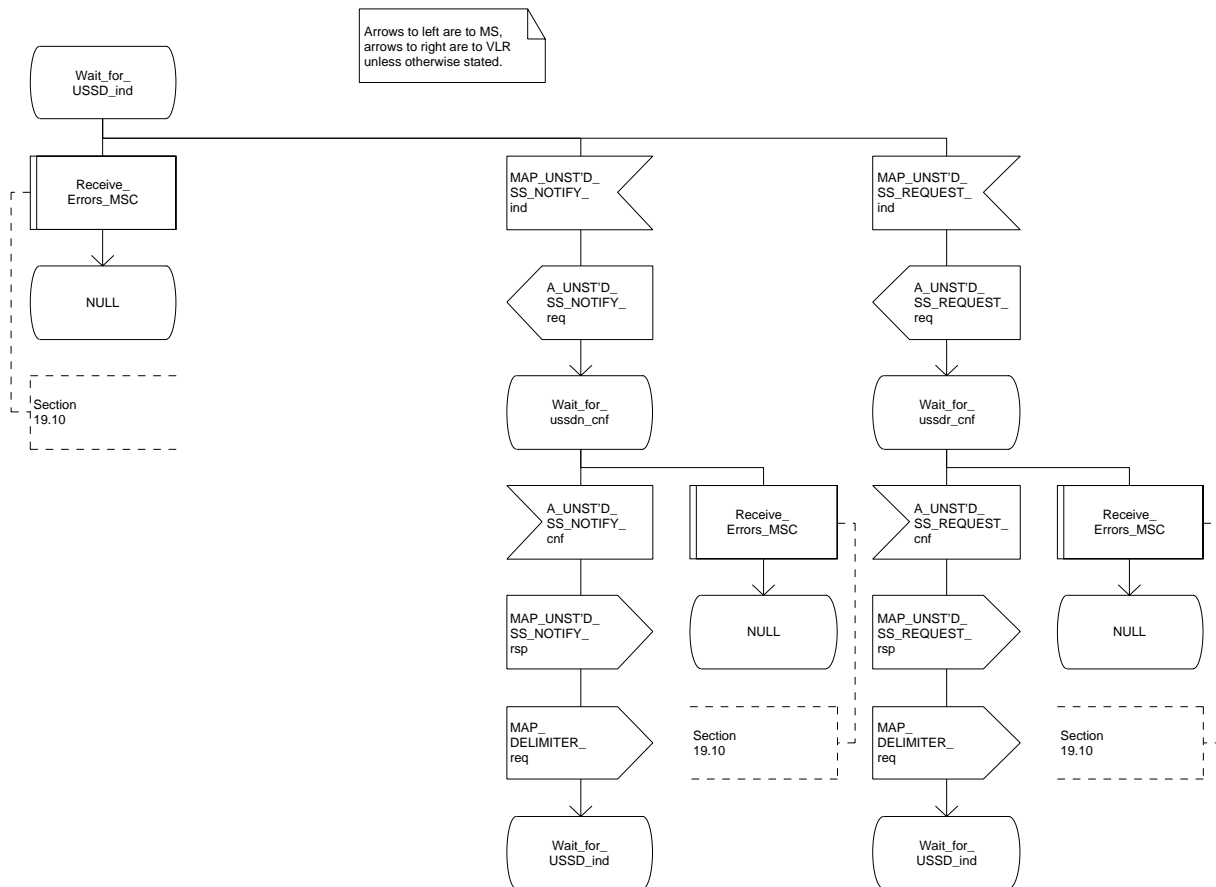 Arrows to left are to MS,
arrows to right are to VLR
unless otherwise stated.
Wait_for_
USSD_ind
Receive_
Errors_MSC
NULL
Section
19.10
MAP_UNST'D_
SS_NOTIFY_
ind
A_UNST'D_
SS_NOTIFY_
req
Wait_for_
ussdn_cnf
A_UNST'D_
SS_NOTIFY_
cnf
MAP_UNST'D_
SS_NOTIFY_
rsp
MAP_
DELIMITER_
req
Wait_for_
USSD_ind
Receive_
Errors_MSC
NULL
Section
19.10
MAP_UNST'D_
SS_REQUEST_
ind
A_UNST'D_
SS_REQUEST_
req
Wait_for_
ussdr_cnf
A_UNST'D_
SS_REQUEST_
cnf
MAP_UNST'D_
SS_REQUEST_
rsp
MAP_
DELIMITER_
req
Wait_for_
USSD_ind
Receive_
Errors_MSC
NULL
Section
19.10